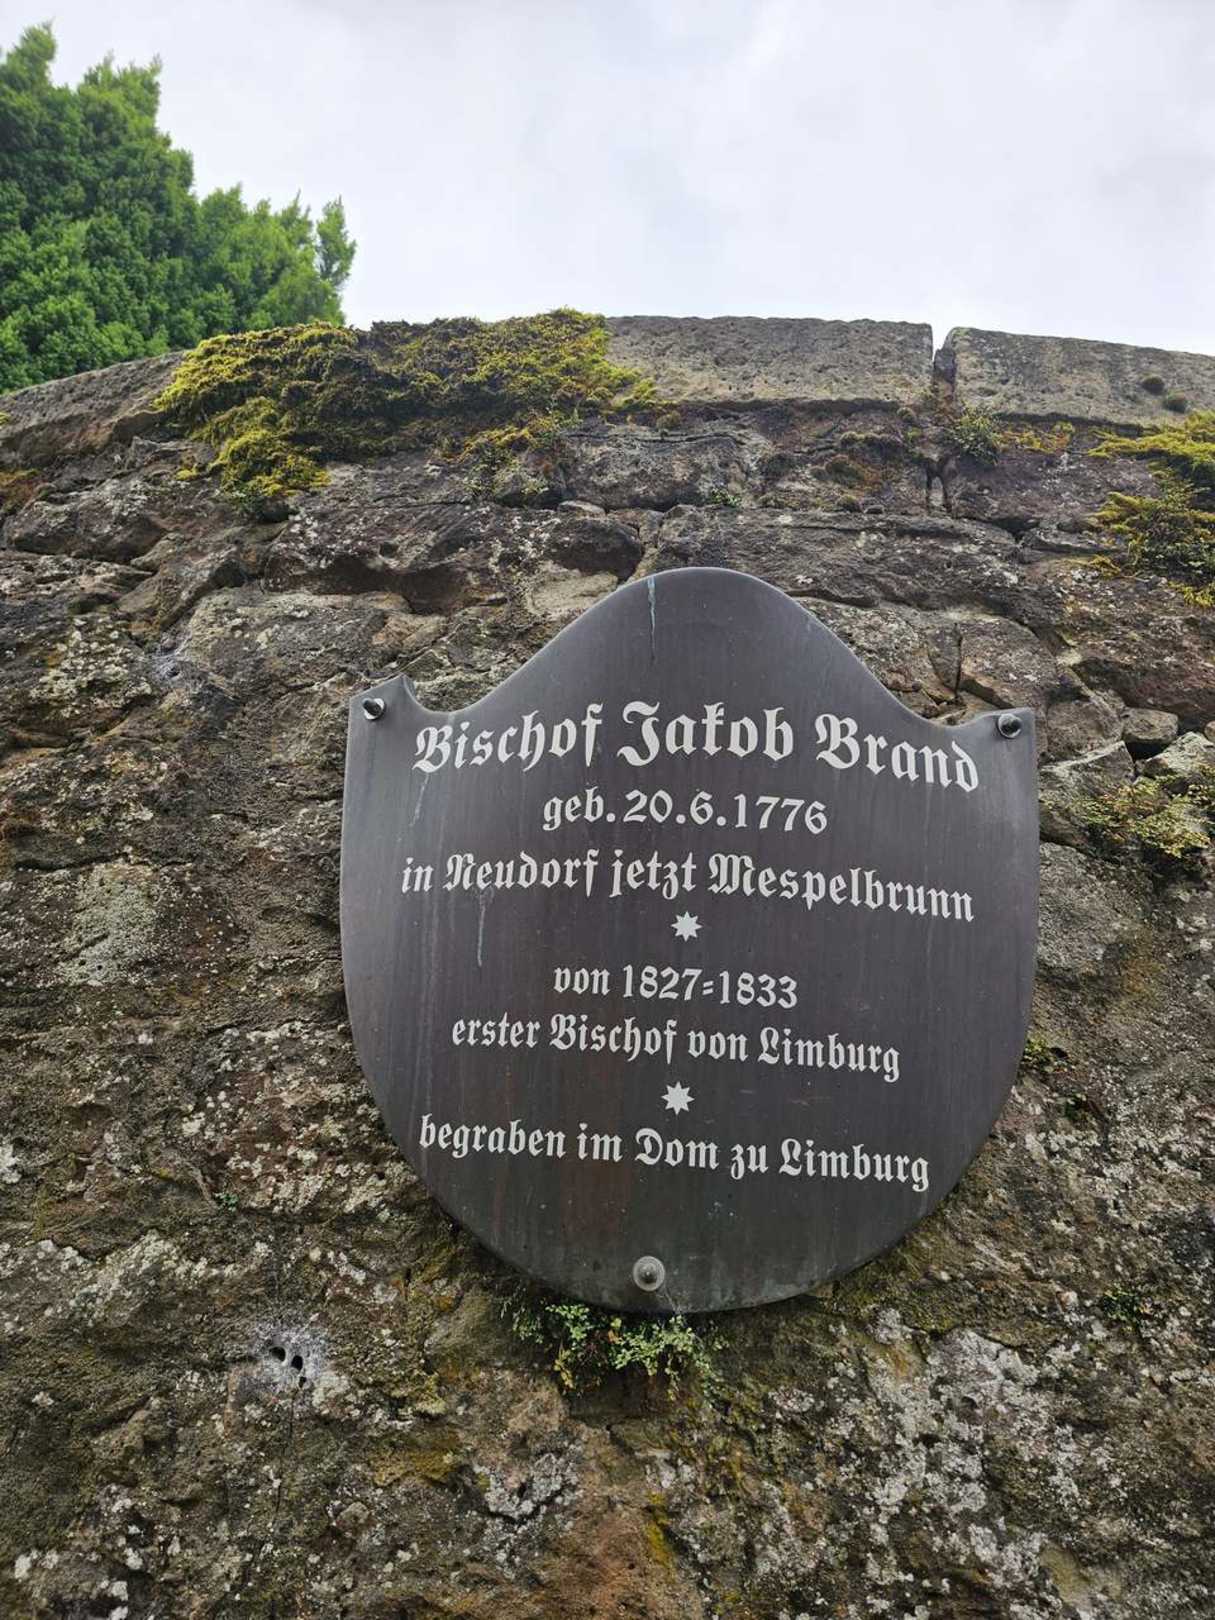 Bischof Jakob Brand
geb. 20.6.1776
in Neudorf jetzt Mespelbrunn
von 1827=1833
erster Bischof von Limburg
begraben im Dom zu Limburg